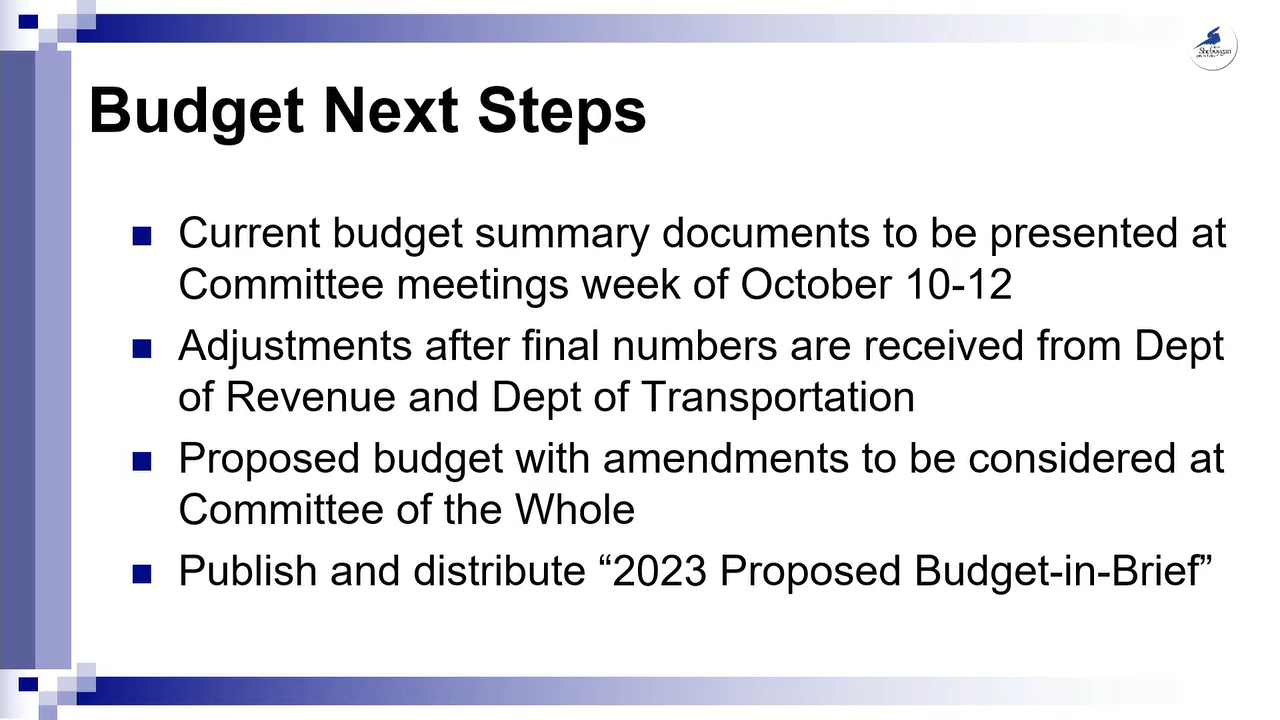 Sheboygan
Budget Next Steps
Current budget summary documents to be presented at
Committee meetings week of October 10-12
Adjustments after final numbers are received from Dept
of Revenue and Dept of Transportation
Proposed budget with amendments to be considered at
Committee of the Whole
Publish and distribute “2023 Proposed Budget-in-Brief”